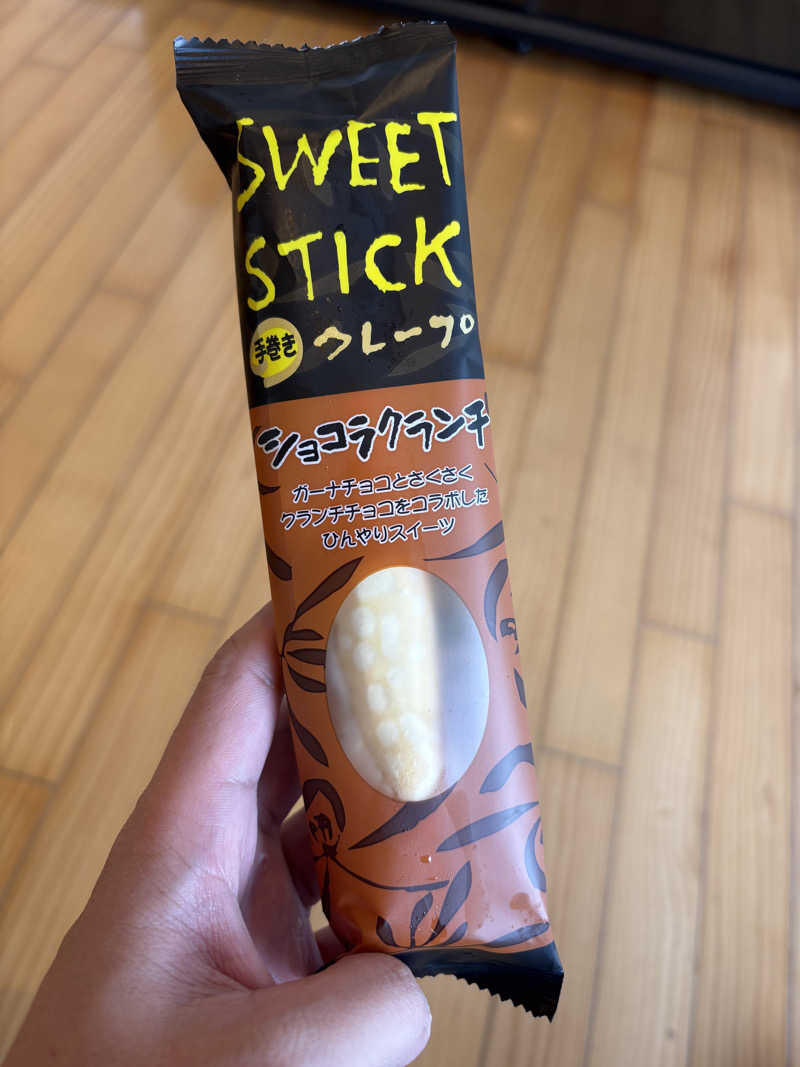 SWEET
STICK
手巻き クレープ
ショコラクランチ
ガーナチョコとさくさく
クランチチョコをコラボした
ひんやりスイーツ